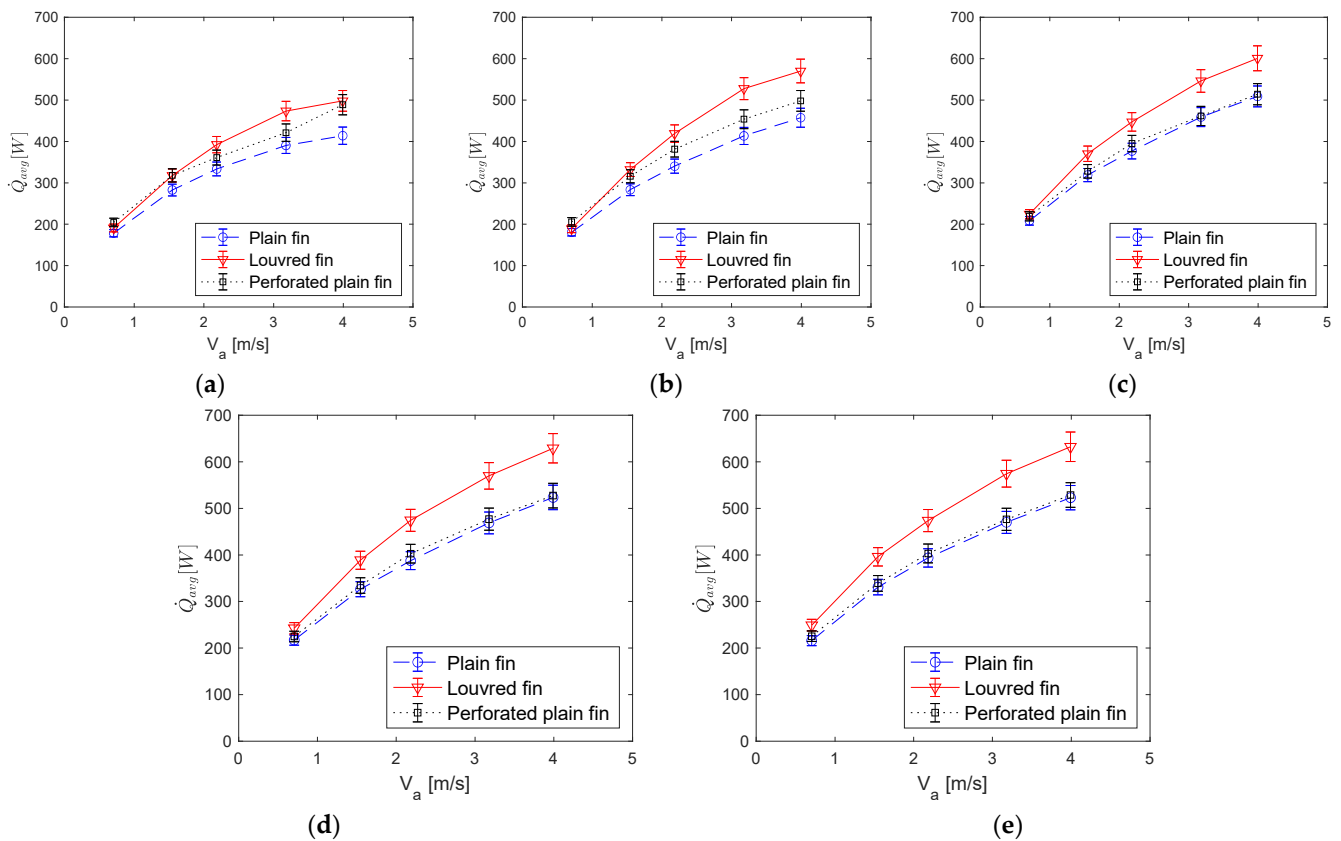 700
600
500
400
300
200
100
0
Q̇avg[W]
0 1 2 3 4 5
V_a [m/s]
Plain fin
Louvred fin
Perforated plain fin
(a)
700
600
500
400
300
200
100
0
Q̇avg[W]
0 1 2 3 4 5
V_a [m/s]
Plain fin
Louvred fin
Perforated plain fin
(b)
700
600
500
400
300
200
100
0
Q̇avg[W]
0 1 2 3 4 5
V_a [m/s]
Plain fin
Louvred fin
Perforated plain fin
(c)
700
600
500
400
300
200
100
0
Q̇avg[W]
0 1 2 3 4 5
V_a [m/s]
Plain fin
Louvred fin
Perforated plain fin
(d)
700
600
500
400
300
200
100
0
Q̇avg[W]
0 1 2 3 4 5
V_a [m/s]
Plain fin
Louvred fin
Perforated plain fin
(e)